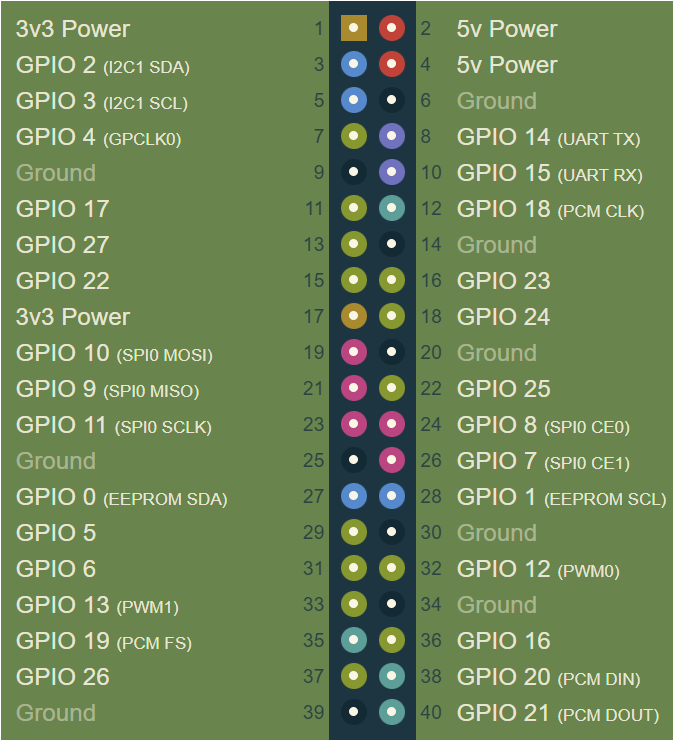 3v3 Power 1 2 5v Power
GPIO 2 (I2C1 SDA) 3 4 5v Power
GPIO 3 (I2C1 SCL) 5 6 Ground
GPIO 4 (GPCLK0) 7 8 GPIO 14 (UART TX)
Ground 9 10 GPIO 15 (UART RX)
GPIO 17 11 12 GPIO 18 (PCM CLK)
GPIO 27 13 14 Ground
GPIO 22 15 16 GPIO 23
3v3 Power 17 18 GPIO 24
GPIO 10 (SPI0 MOSI) 19 20 Ground
GPIO 9 (SPI0 MISO) 21 22 GPIO 25
GPIO 11 (SPI0 SCLK) 23 24 GPIO 8 (SPI0 CE0)
Ground 25 26 GPIO 7 (SPI0 CE1)
GPIO 0 (EEPROM SDA) 27 28 GPIO 1 (EEPROM SCL)
GPIO 5 29 30 Ground
GPIO 6 31 32 GPIO 12 (PWM0)
GPIO 13 (PWM1) 33 34 Ground
GPIO 19 (PCM FS) 35 36 GPIO 16
GPIO 26 37 38 GPIO 20 (PCM DIN)
Ground 39 40 GPIO 21 (PCM DOUT)